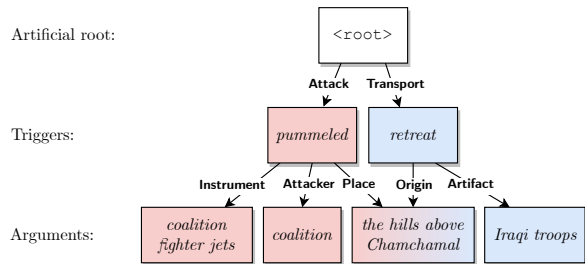 Artificial root:
<root>
Attack Transport
Triggers:
pummeled retreat
Instrument Attacker Place Origin Artifact
Arguments:
coalition
fighter jets
coalition
the hills above
Chamchamal
Iraqi troops